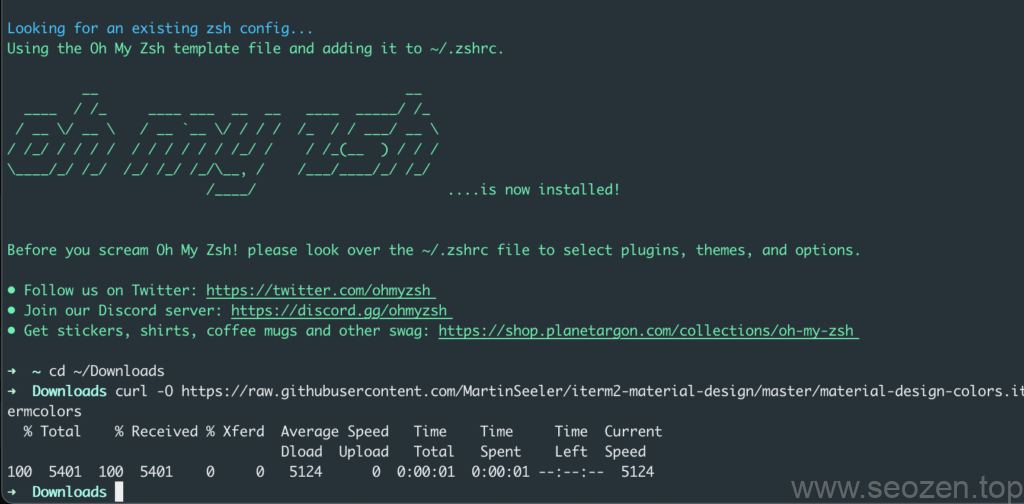 Looking for an existing zsh config...
Using the Oh My Zsh template file and adding it to ~/.zshrc.
         __                                     __
  ____  / /_     ____ ___  __  __   ____  _____/ /_
 / __ \/ __ \   / __ `__ \/ / / /  /_  / / ___/ __ \
/ /_/ / / / /  / / / / / / /_/ /    / /_(__  ) / / /
\____/_/ /_/  /_/ /_/ /_/\__, /    /___/____/_/ /_/
                        /____/                       ....is now installed!
Before you scream Oh My Zsh! please look over the ~/.zshrc file to select plugins, themes, and options.
• Follow us on Twitter: https://twitter.com/ohmyzsh
• Join our Discord server: https://discord.gg/ohmyzsh
• Get stickers, shirts, coffee mugs and other swag: https://shop.planetargon.com/collections/oh-my-zsh
➜  ~ cd ~/Downloads
➜  Downloads curl -O https://raw.githubusercontent.com/MartinSeeler/iterm2-material-design/master/material-design-colors.it
ermcolors
  % Total    % Received % Xferd  Average Speed   Time    Time     Time  Current
                                 Dload  Upload   Total   Spent    Left  Speed
100  5401  100  5401    0     0   5124      0  0:00:01  0:00:01 --:--:--  5124
➜  Downloads
www.seozen.top